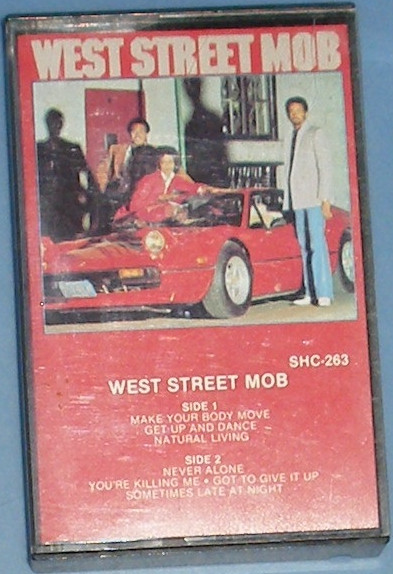 WEST STREET MOB
SHC-263
WEST STREET MOB
SIDE 1
MAKE YOUR BODY MOVE
GET UP AND DANCE
NATURAL LIVING
SIDE 2
NEVER ALONE
YOU'RE KILLING ME • GOT TO GIVE IT UP
SOMETIMES LATE AT NIGHT